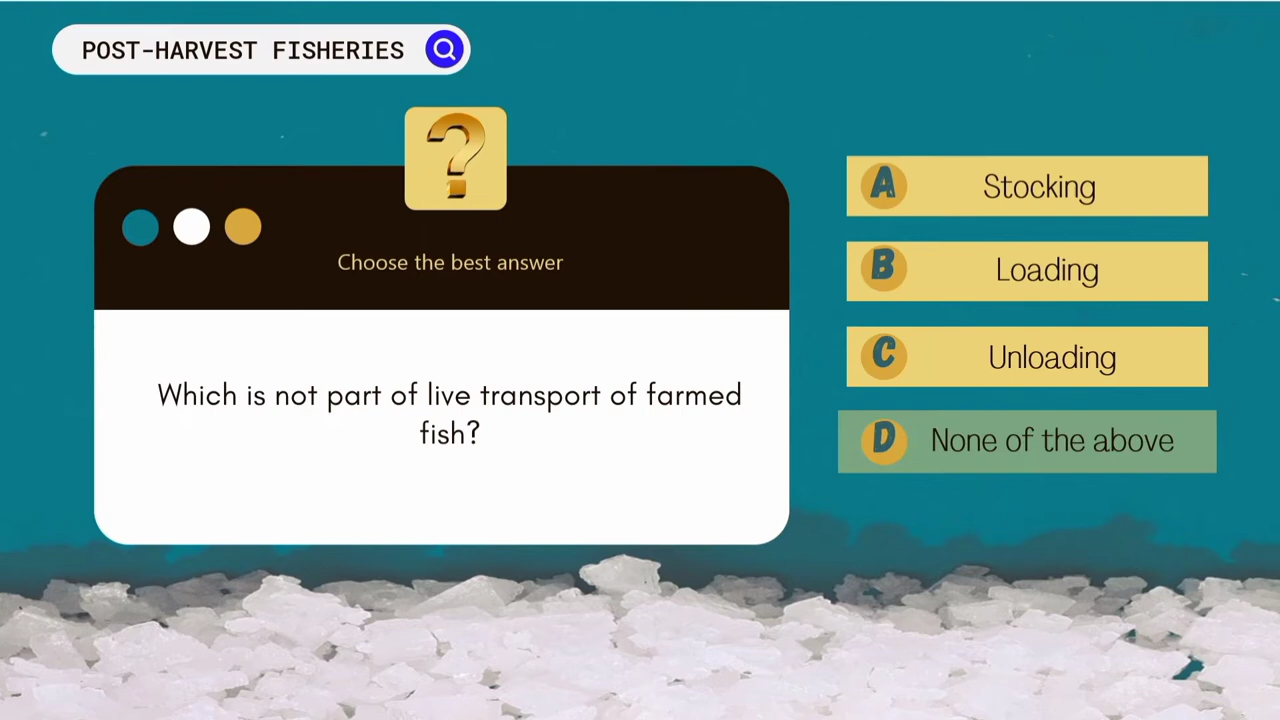 POST-HARVEST FISHERIES
?
Choose the best answer
Which is not part of live transport of farmed
fish?
A Stocking
B Loading
C Unloading
D None of the above